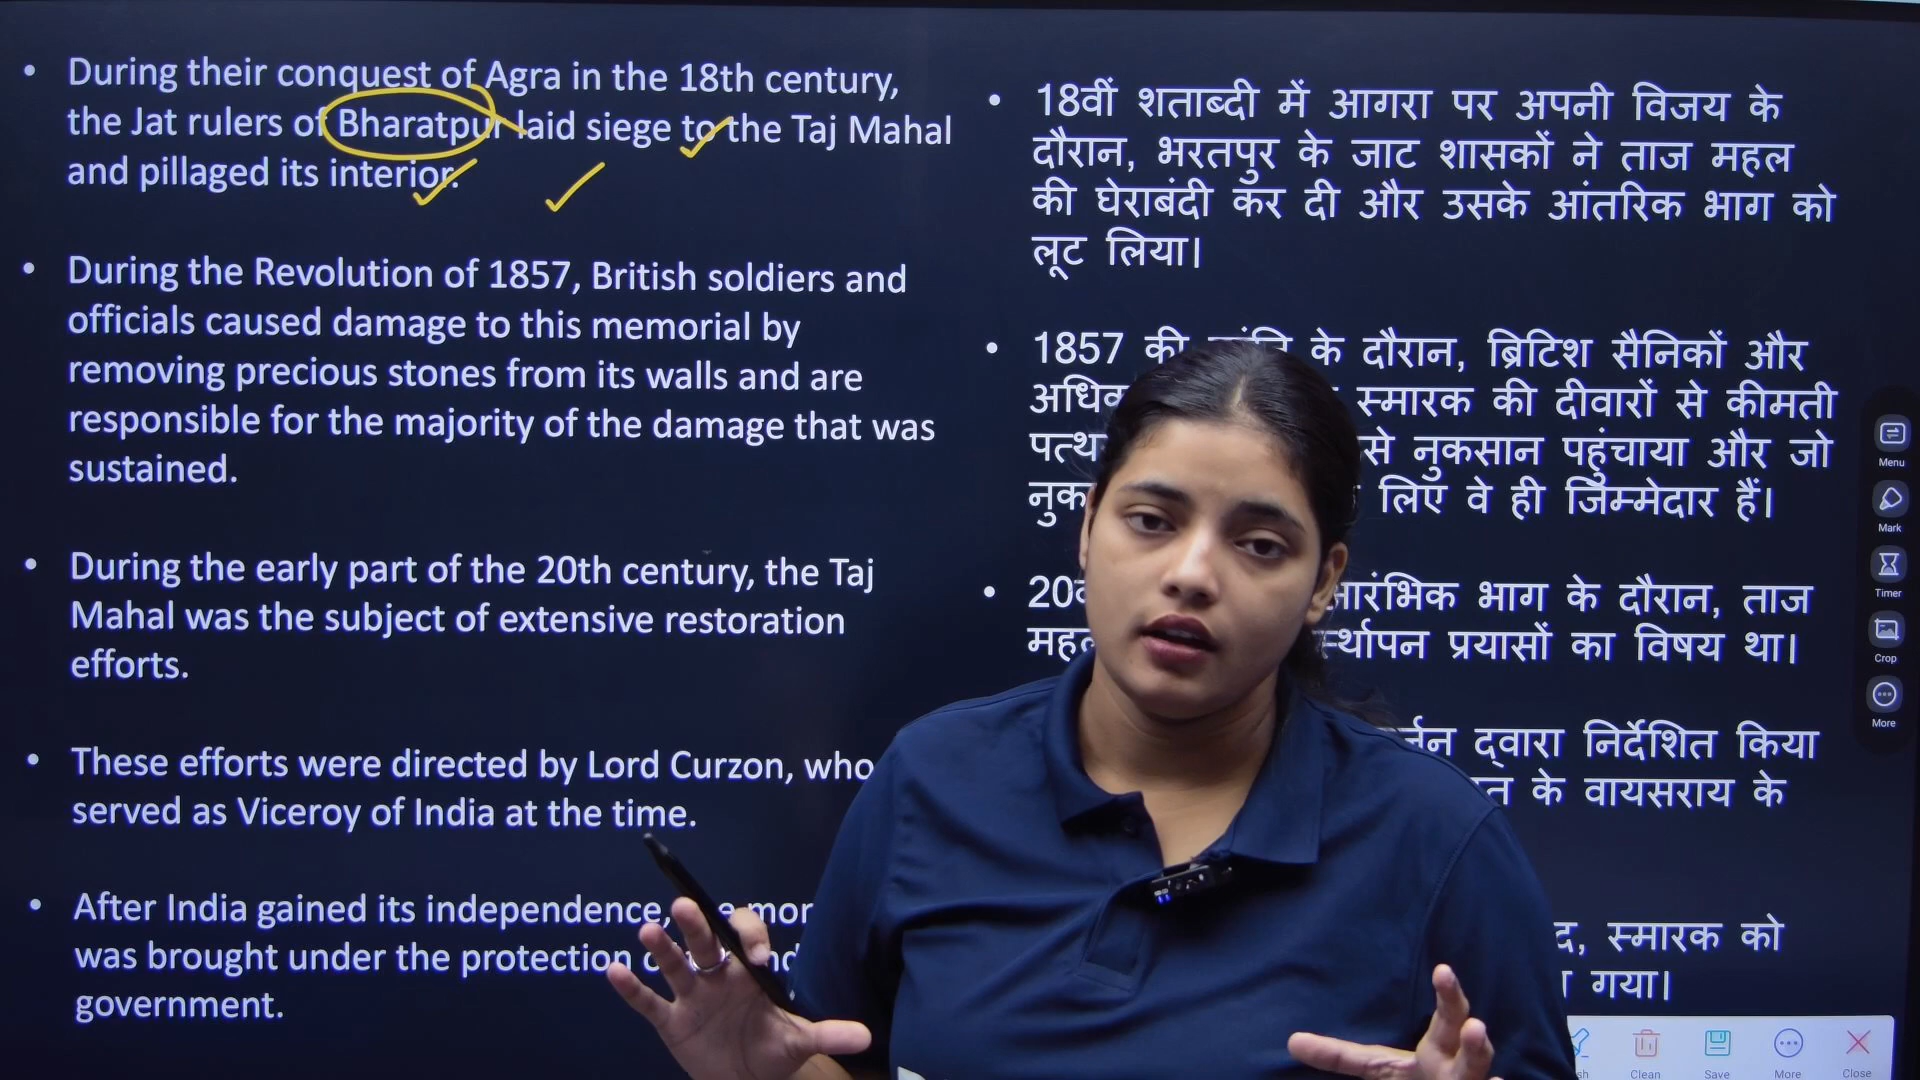 During their conquest of Agra in the 18th century,
the Jat rulers of Bharatpur laid siege to the Taj Mahal
and pillaged its interior.
During the Revolution of 1857, British soldiers and
officials caused damage to this memorial by
removing precious stones from its walls and are
responsible for the majority of the damage that was
sustained.
During the early part of the 20th century, the Taj
Mahal was the subject of extensive restoration
efforts.
These efforts were directed by Lord Curzon, who
served as Viceroy of India at the time.
After India gained its independence,
was brought under the protection
government.
18वीं शताब्दी में आगरा पर अपनी विजय के
दौरान, भरतपुर के जाट शासकों ने ताज महल
की घेराबंदी कर दी और उसके आंतरिक भाग को
लूट लिया।
1857 की के दौरान, ब्रिटिश सैनिकों और
स्मारक की दीवारों से कीमती
से नुकसान पहुंचाया और जो
लिए वे ही जिम्मेदार हैं।
भाग के दौरान, ताज
प्रयासों का विषय था।
द्वारा निर्देशित किया
के वायसराय के
स्मारक को
गया।
Menu
Mark
Timer
Crop
More
Clean
Save
More
Close